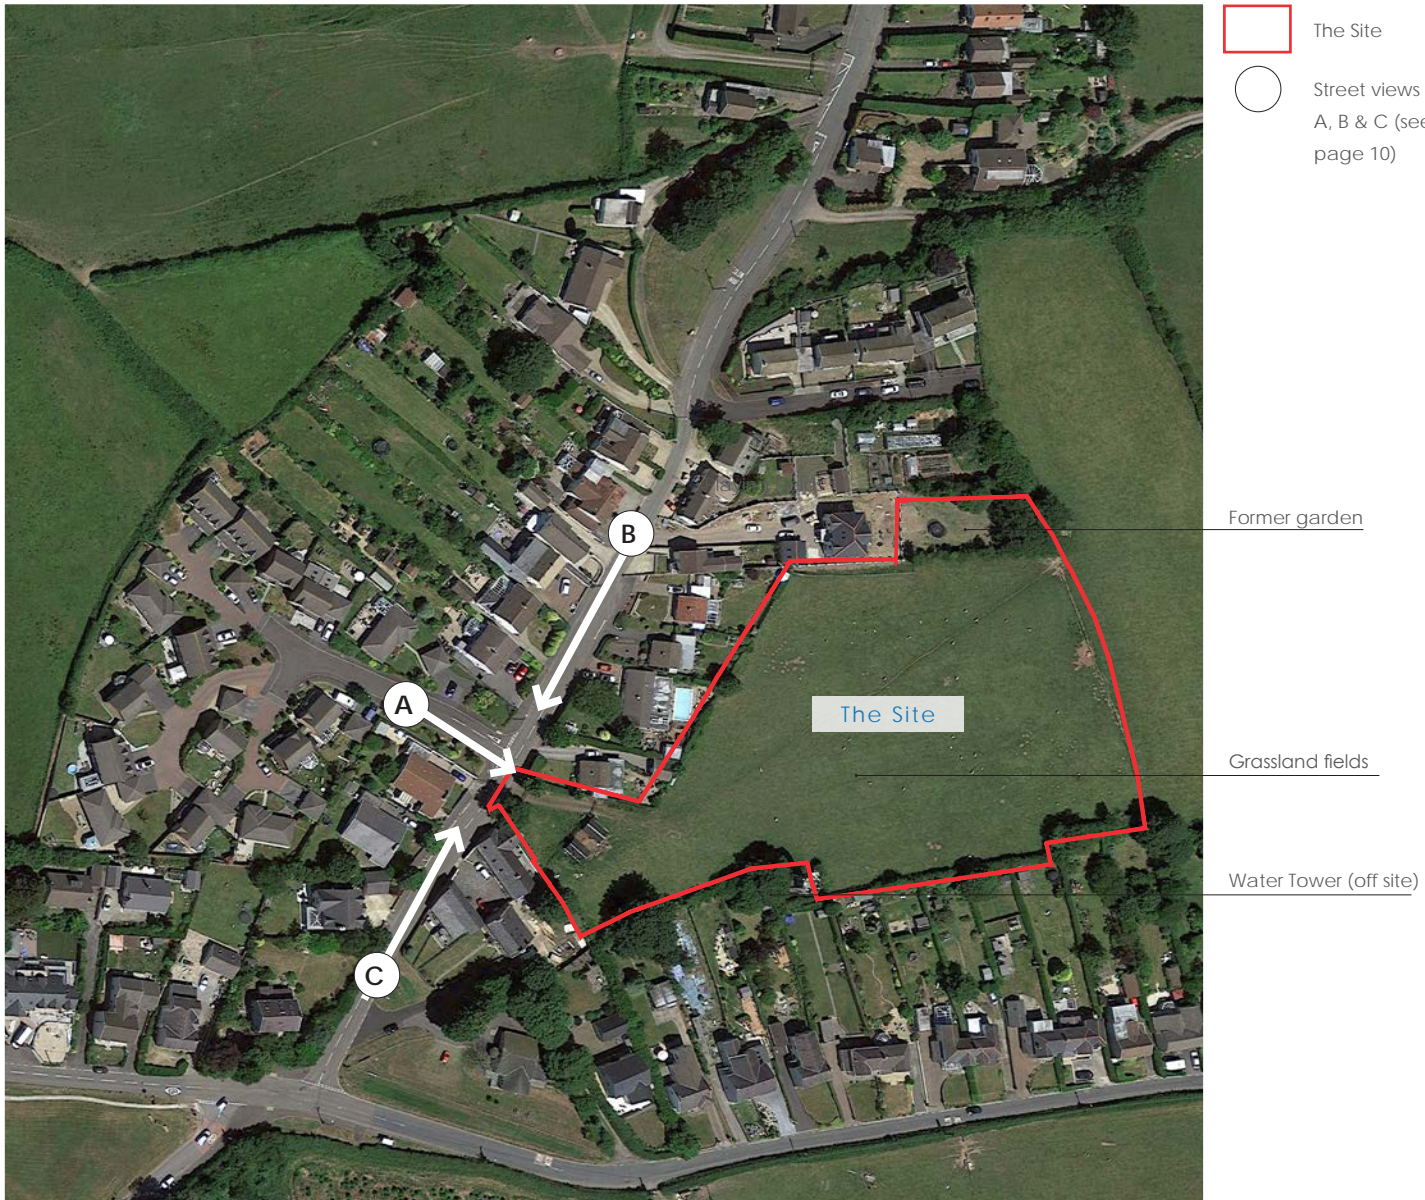 The Site
Street views
A, B & C (see
page 10)
B
Former garden
A
The Site
Grassland fields
Water Tower (off site)
C